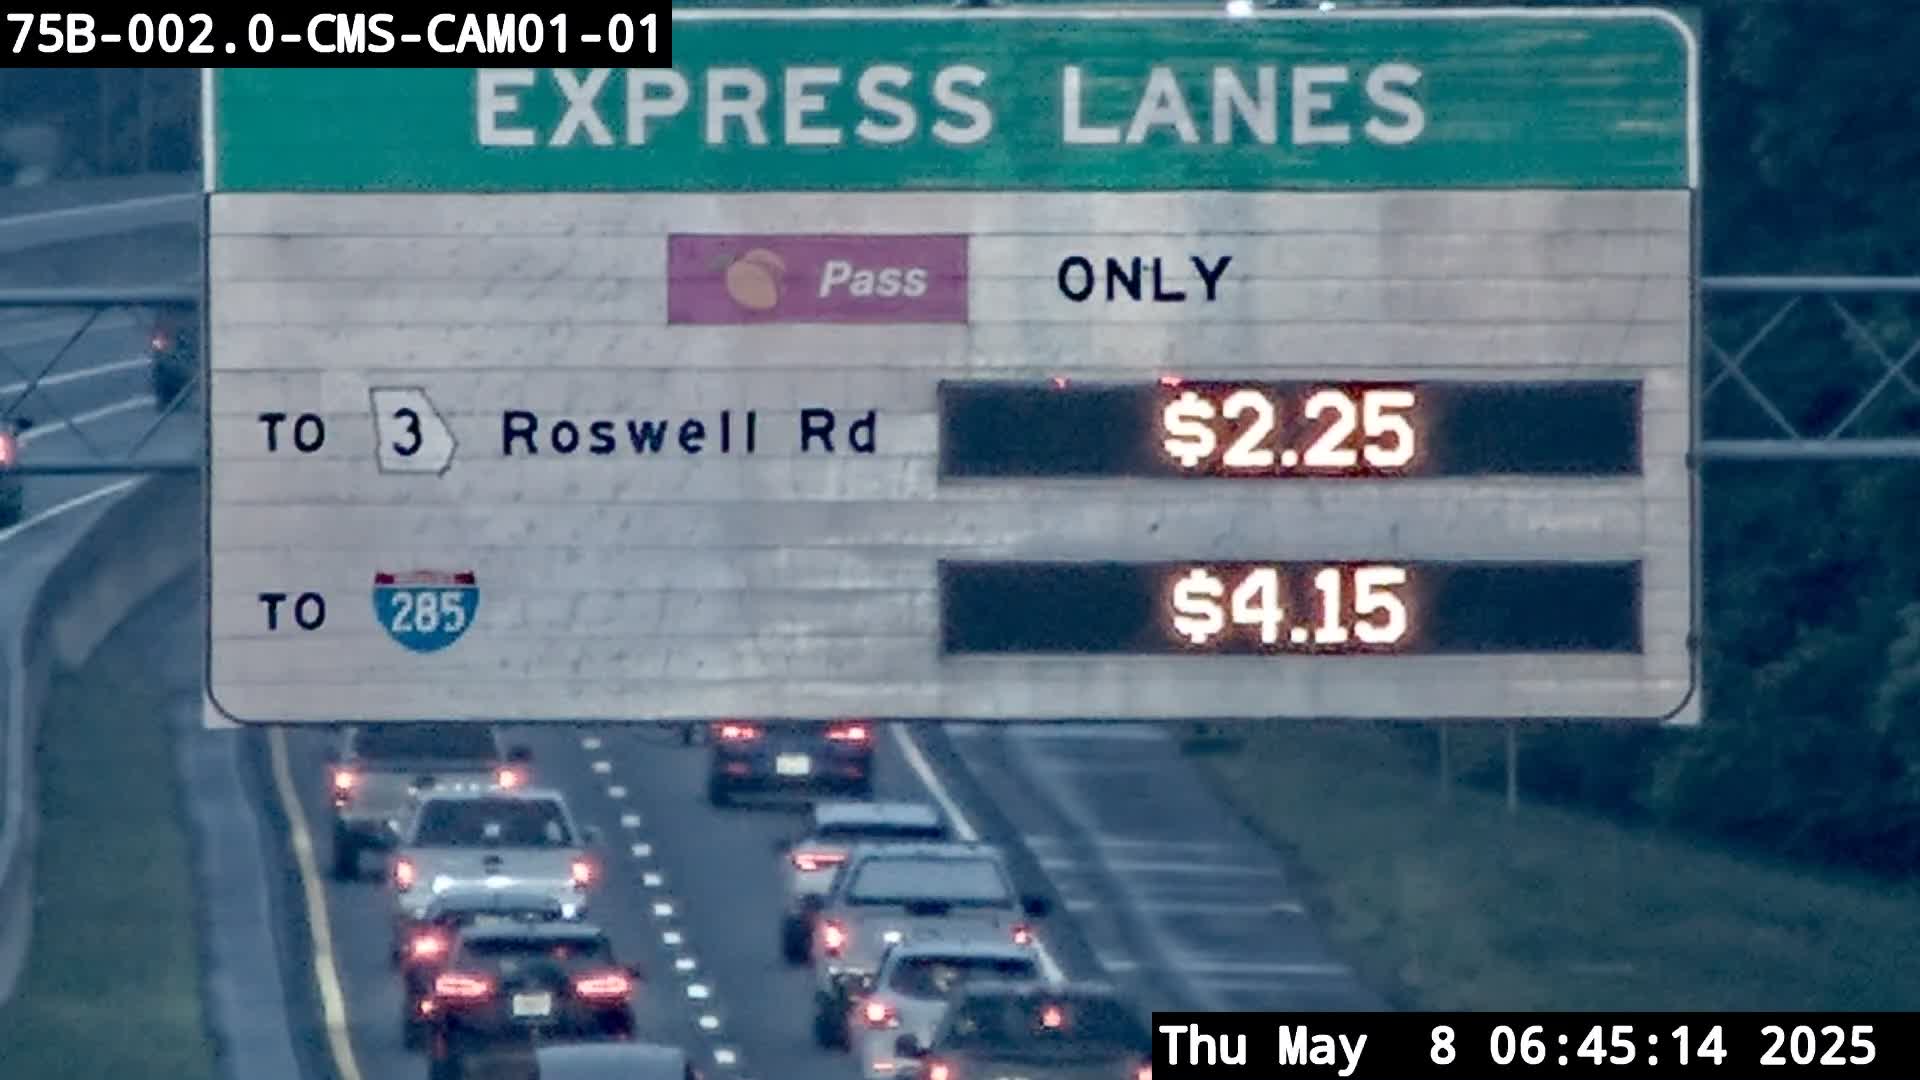 75B-002.0-CMS-CAM01-01
EXPRESS LANES
Pass ONLY
TO 3 Roswell Rd $2.25
TO 285 $4.15
Thu May 8 06:45:14 2025